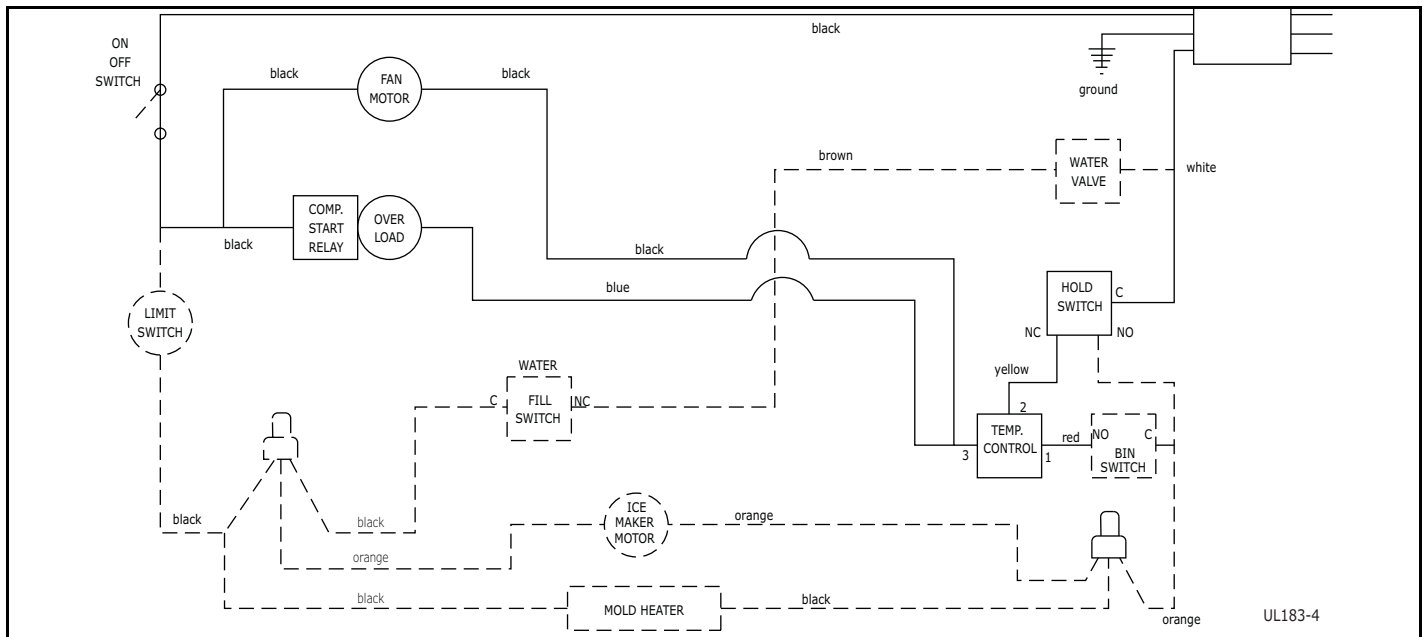 black
ON
OFF
SWITCH
black
FAN
MOTOR
black
ground
brown
WATER
VALVE
white
COMP.
START
RELAY
OVER
LOAD
black
black
blue
HOLD
SWITCH
C
NC
NO
LIMIT
SWITCH
WATER
FILL
SWITCH
C
NC
yellow
2
TEMP.
CONTROL
3
1
red
NO
C
BIN
SWITCH
black
black
orange
ICE
MAKER
MOTOR
orange
black
MOLD HEATER
black
orange
UL183-4